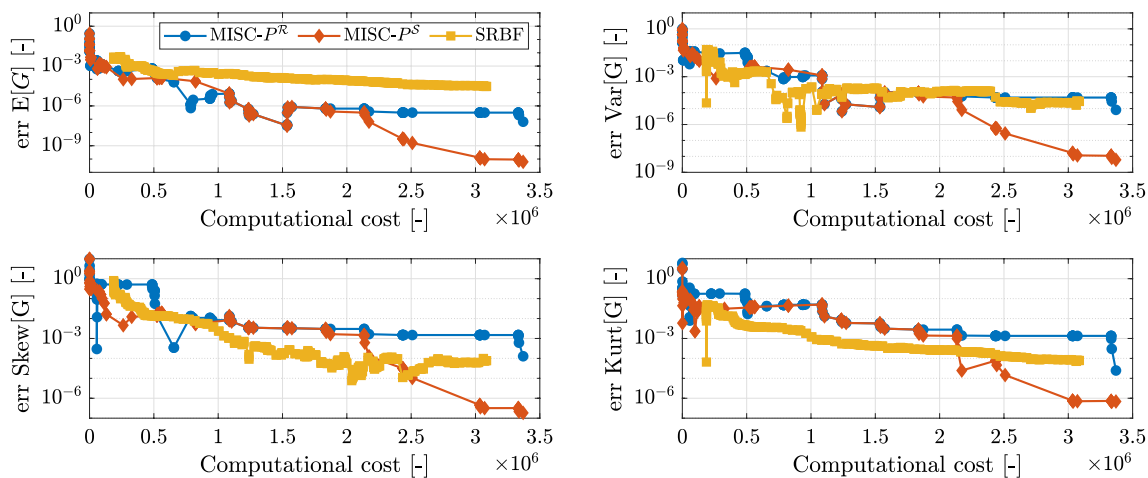 MISC-P^R MISC-P^S SRBF
err E[G] [-]
10^0
10^-3
10^-6
10^-9
0 0.5 1 1.5 2 2.5 3 3.5
Computational cost [-]
×10^6
err Var[G] [-]
10^0
10^-3
10^-6
10^-9
0 0.5 1 1.5 2 2.5 3 3.5
Computational cost [-]
×10^6
err Skew[G] [-]
10^0
10^-3
10^-6
0 0.5 1 1.5 2 2.5 3 3.5
Computational cost [-]
×10^6
err Kurt[G] [-]
10^0
10^-3
10^-6
0 0.5 1 1.5 2 2.5 3 3.5
Computational cost [-]
×10^6